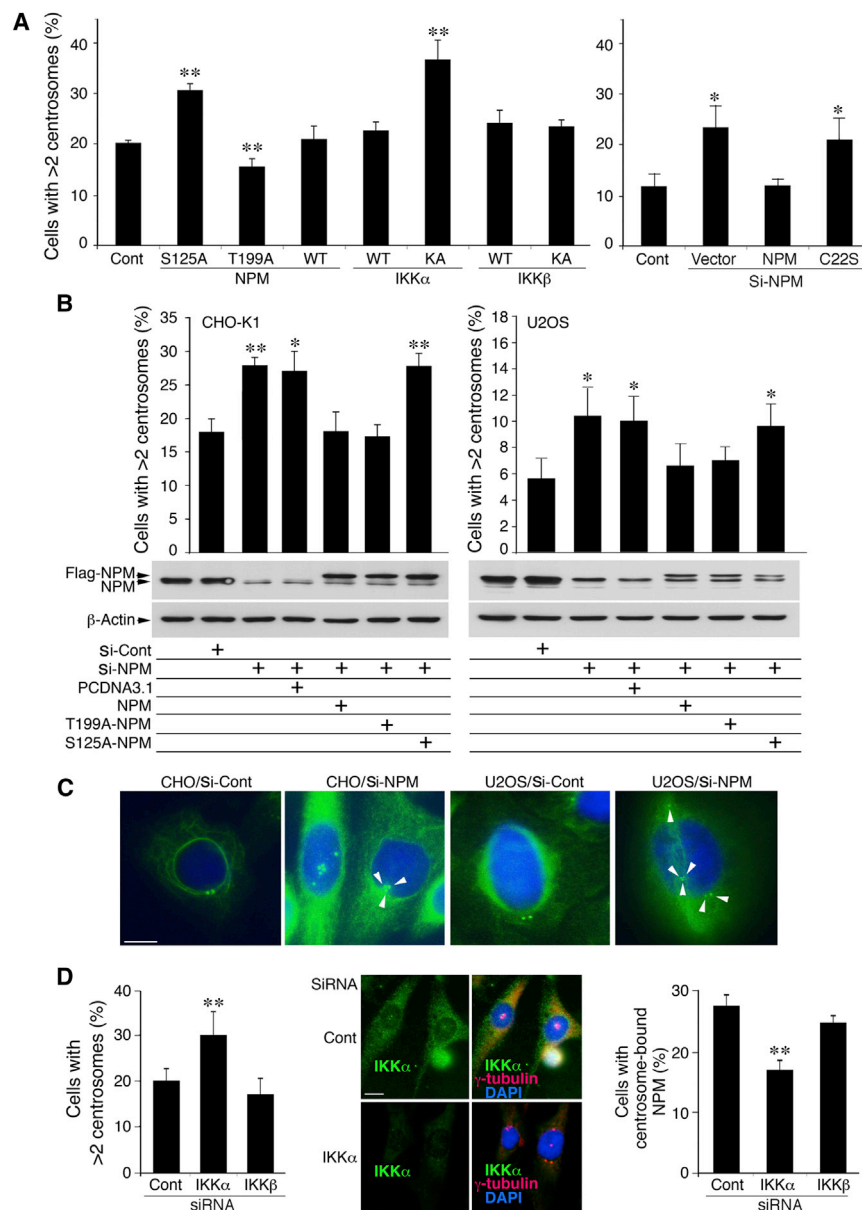 A
Cells with >2 centrosomes (%)
40
30
20
10
0
**
**
**
Cont S125A T199A WT WT KA WT KA
NPM IKKα IKKβ
40
30
20
10
0
*
*
Cont Vector NPM C22S
Si-NPM
B
Cells with >2 centrosomes (%)
CHO-K1
35
30
25
20
15
10
5
0
**
*
**
Cells with >2 centrosomes (%)
U2OS
16
14
12
10
8
6
4
2
0
*
*
*
Flag-NPM
NPM
β-Actin
Si-Cont + +
Si-NPM + + + + + + + + + +
PCDNA3.1 + +
NPM + +
T199A-NPM + +
S125A-NPM + +
C
CHO/Si-Cont CHO/Si-NPM U2OS/Si-Cont U2OS/Si-NPM
D
Cells with
>2 centrosomes (%)
40
30
20
10
0
**
Cont IKKα IKKβ
siRNA
SiRNA
Cont
IKKα
IKKα
IKKα
γ-tubulin
DAPI
IKKα
IKKα
γ-tubulin
DAPI
Cells with
centrosome-bound
NPM (%)
30
20
10
0
**
Cont IKKα IKKβ
siRNA